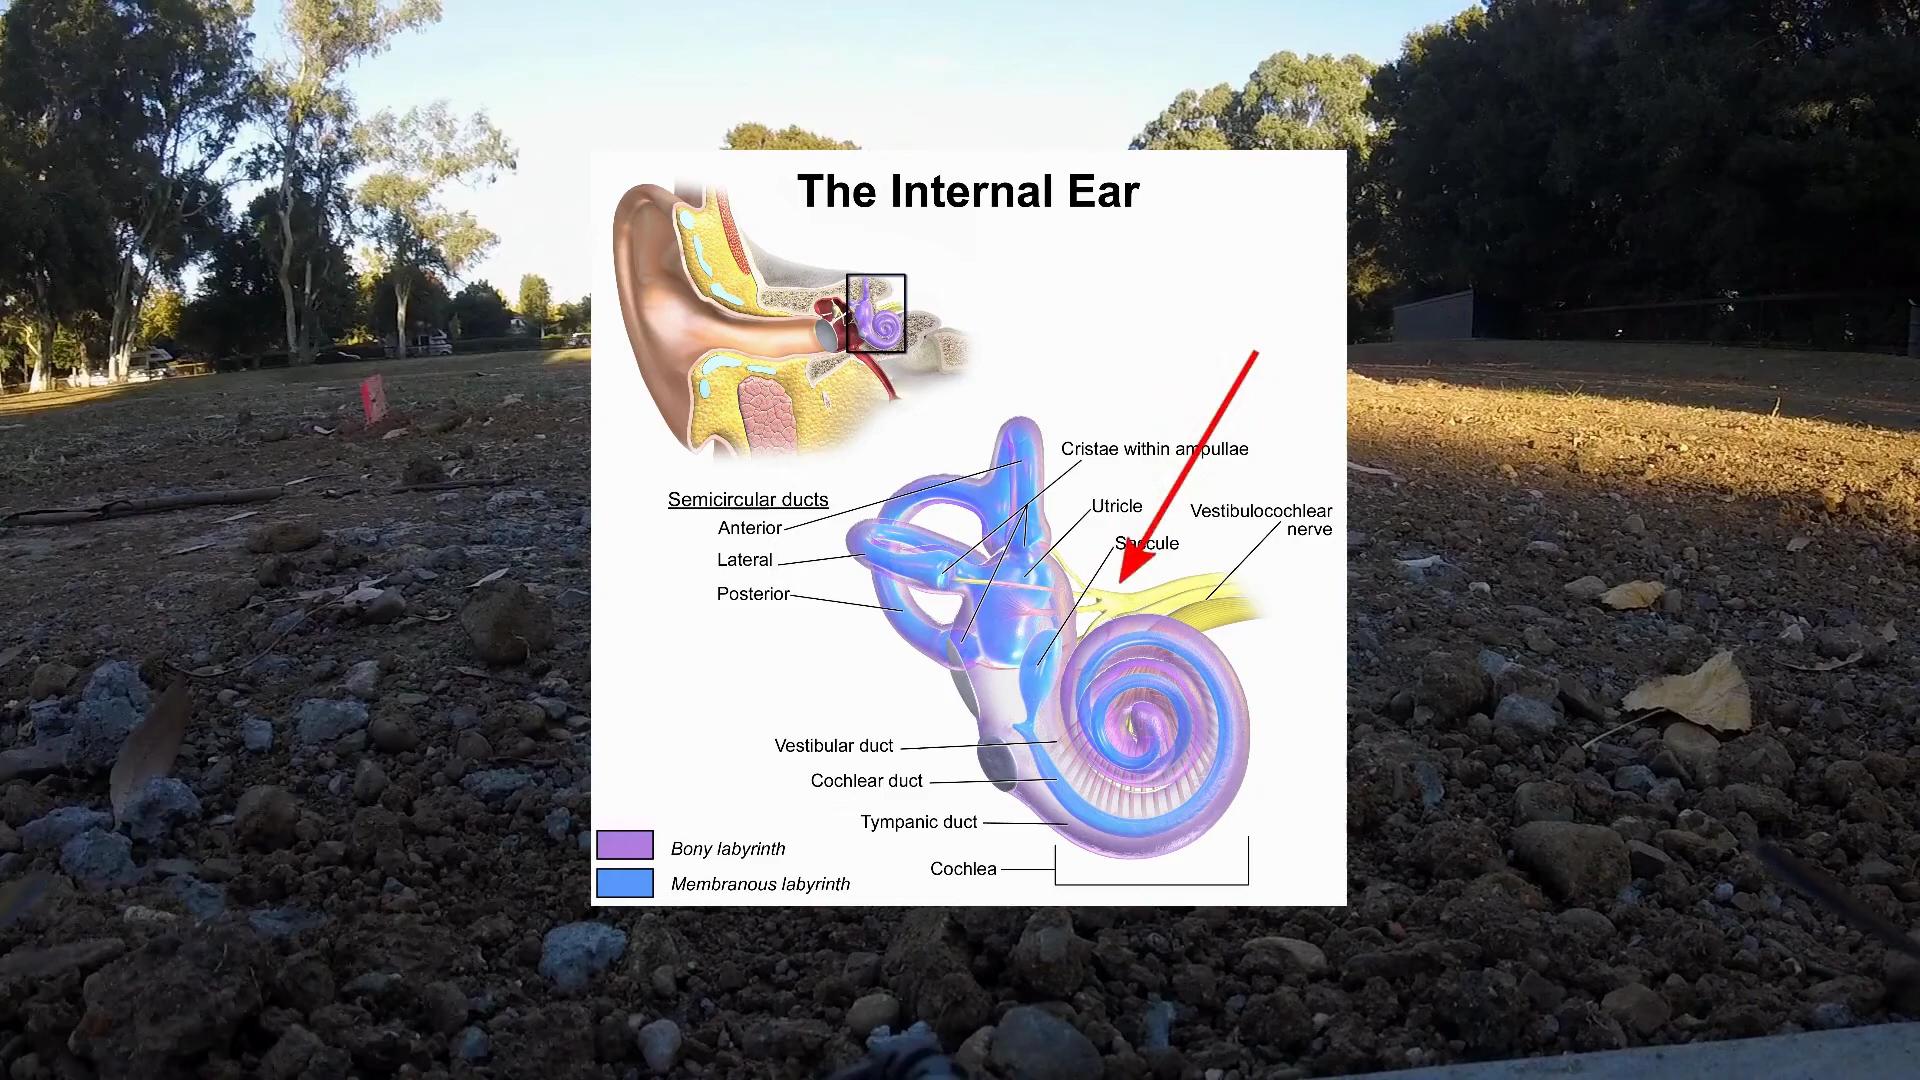 The Internal Ear
Cristae within ampullae
Semicircular ducts
Utricle
Vestibulocochlear
nerve
Anterior
Saccule
Lateral
Posterior
Vestibular duct
Cochlear duct
Tympanic duct
Bony labyrinth
Cochlea
Membranous labyrinth